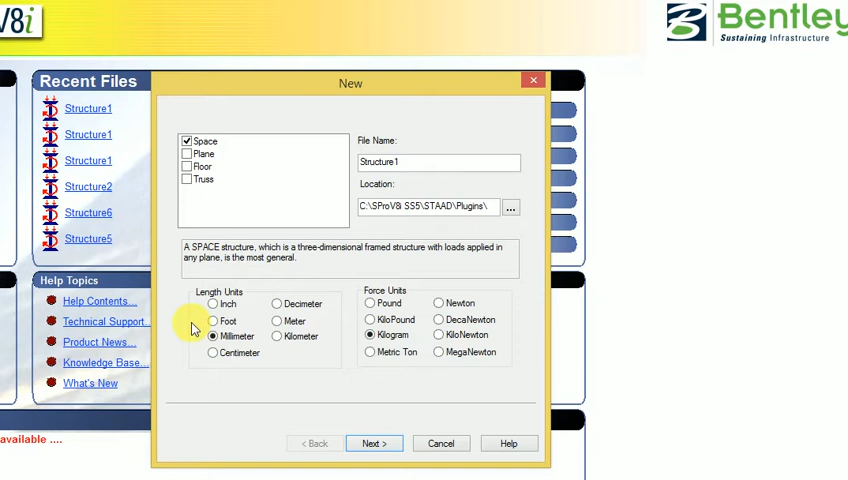 V8i
Bentley
Sustaining Infrastructure
Recent Files
Structure1
Structure1
Structure1
Structure2
Structure6
Structure5
Help Topics
Help Contents...
Technical Support..
Product News...
Knowledge Base...
What's New
available ....
New
Space
Plane
Floor
Truss
File Name:
Structure1
Location:
C:\SProV8i SS5\STAAD\Plugins\
...
A SPACE structure, which is a three-dimensional framed structure with loads applied in
any plane, is the most general.
Length Units
Inch
Decimeter
Foot
Meter
Millimeter
Kilometer
Centimeter
Force Units
Pound
Newton
KiloPound
DecaNewton
Kilogram
KiloNewton
Metric Ton
MegaNewton
< Back
Next >
Cancel
Help